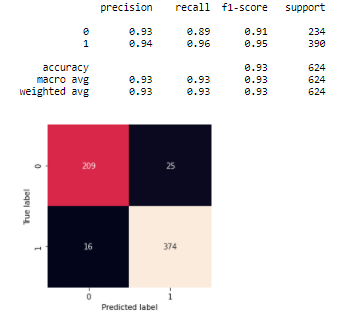 precision recall f1-score support
0 0.93 0.89 0.91 234
1 0.94 0.96 0.95 390
accuracy 0.93 624
macro avg 0.93 0.93 0.93 624
weighted avg 0.93 0.93 0.93 624
0 209 25
True label
1 16 374
0 1
Predicted label